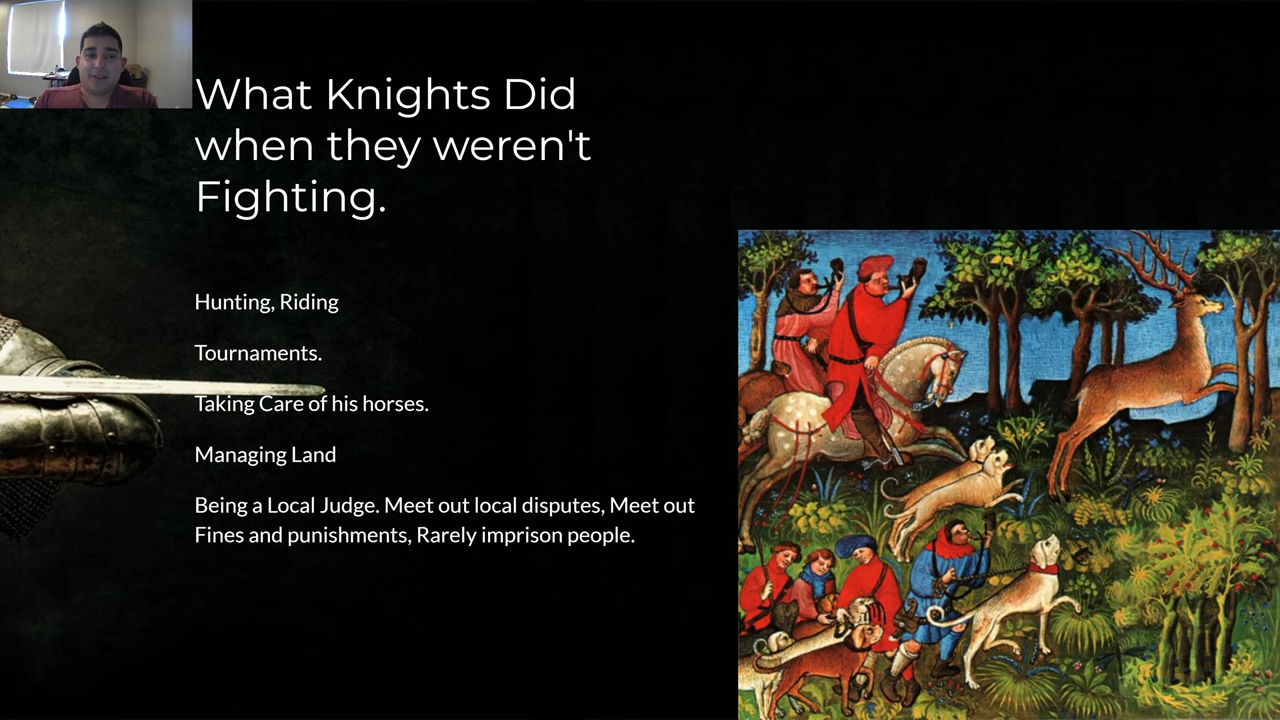 What Knights Did
when they weren't
Fighting.
Hunting, Riding
Tournaments.
Taking Care of his horses.
Managing Land
Being a Local Judge. Meet out local disputes, Meet out
Fines and punishments, Rarely imprison people.